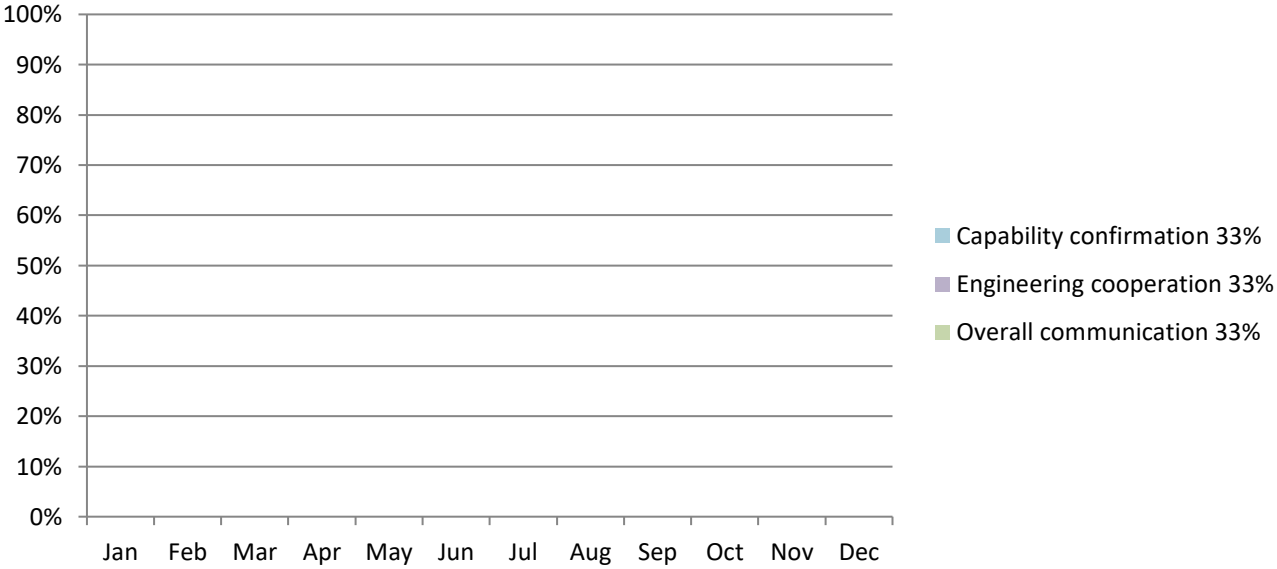 100%
90%
80%
70%
60%
50%
40%
30%
20%
10%
0%
Jan Feb Mar Apr May Jun Jul Aug Sep Oct Nov Dec
Capability confirmation 33%
Engineering cooperation 33%
Overall communication 33%